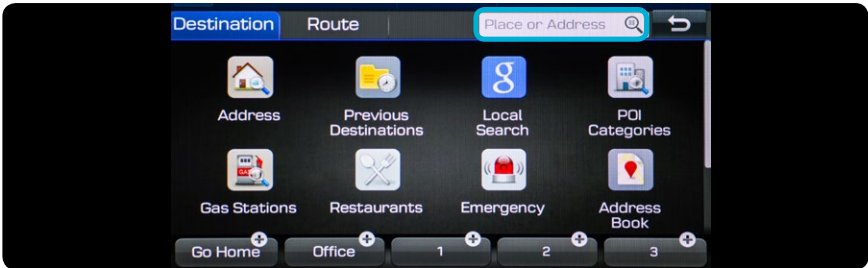 Destination
Route
Place or Address
Address
Previous
Destinations
g
Local
Search
POI
Categories
GAS
Gas Stations
Restaurants
Emergency
Address
Book
Go Home
Office
1
2
3